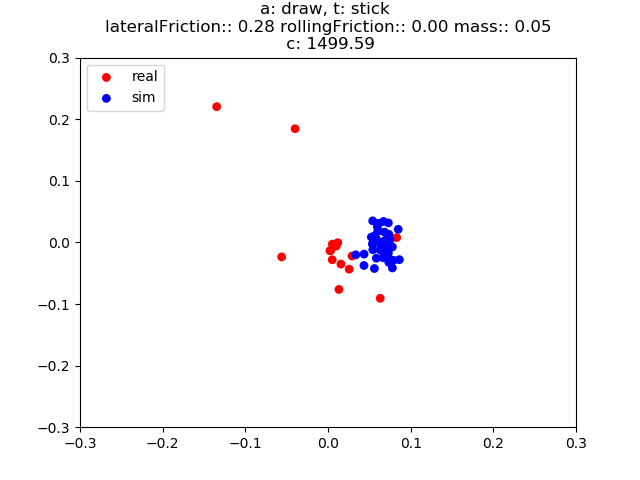 a: draw, t: stick
lateralFriction:: 0.28 rollingFriction:: 0.00 mass:: 0.05
c: 1499.59
real
sim
0.3
0.2
0.1
0.0
−0.1
−0.2
−0.3
−0.3
−0.2
−0.1
0.0
0.1
0.2
0.3